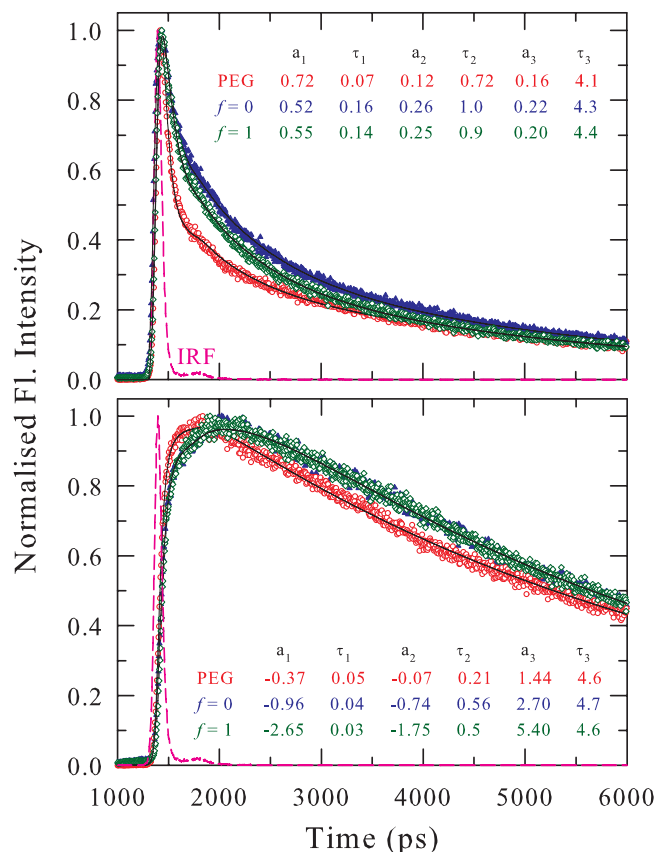 a1 τ1 a2 τ2 a3 τ3
PEG 0.72 0.07 0.12 0.72 0.16 4.1
f = 0 0.52 0.16 0.26 1.0 0.22 4.3
f = 1 0.55 0.14 0.25 0.9 0.20 4.4
1.0
0.8
0.6
0.4
0.2
0.0
IRF
Normalised Fl. Intensity
1.0
0.8
0.6
0.4
0.2
0.0
a1 τ1 a2 τ2 a3 τ3
PEG -0.37 0.05 -0.07 0.21 1.44 4.6
f = 0 -0.96 0.04 -0.74 0.56 2.70 4.7
f = 1 -2.65 0.03 -1.75 0.5 5.40 4.6
1000 2000 3000 4000 5000 6000
Time (ps)